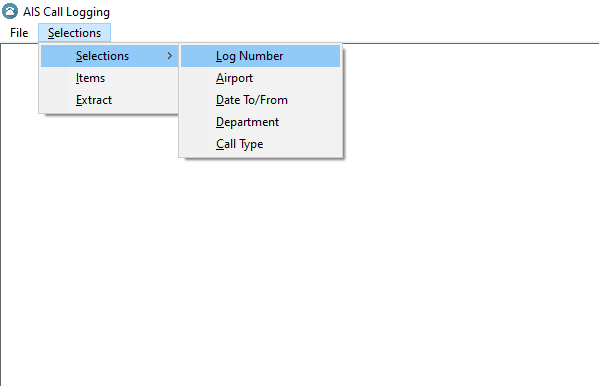 AIS Call Logging
File Selections
Selections
Items
Extract
Log Number
Airport
Date To/From
Department
Call Type